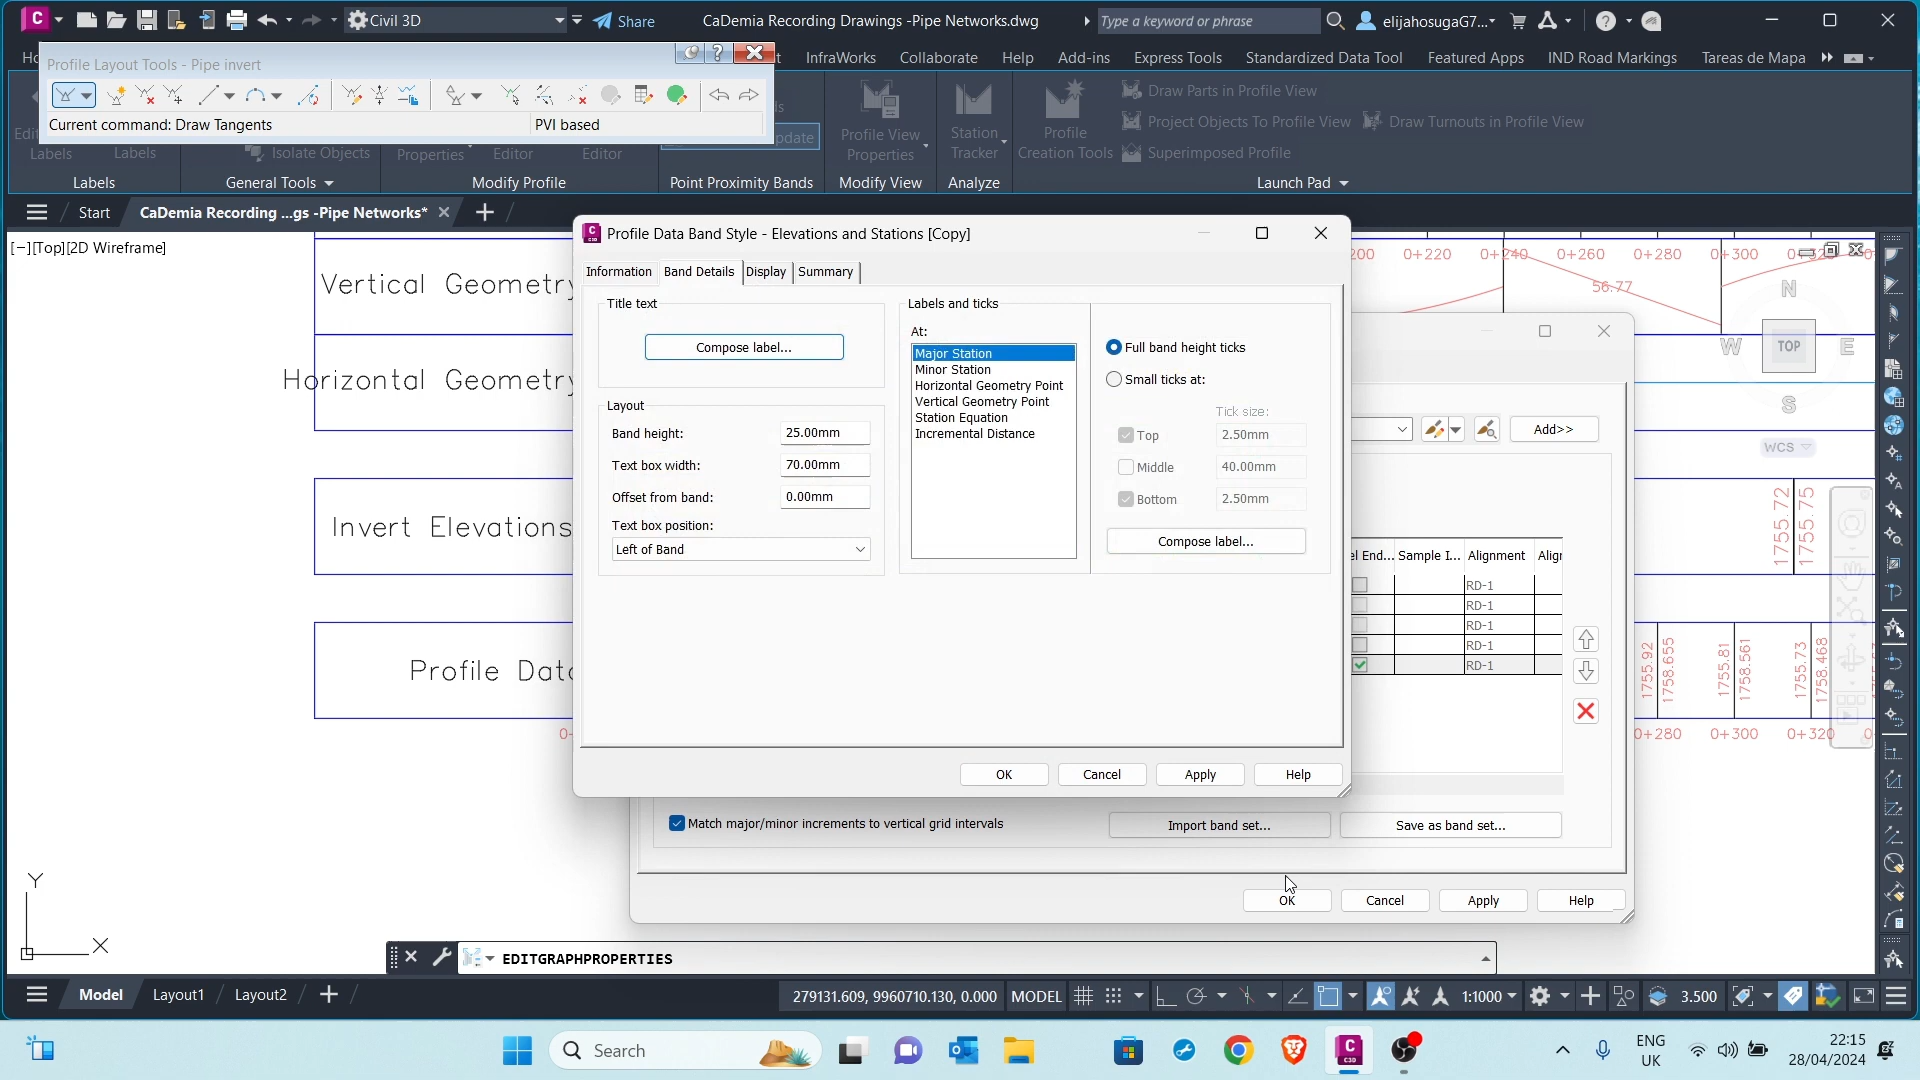 Civil 3D
Share
CaDemia Recording Drawings -Pipe Networks.dwg
Type a keyword or phrase
elijahosugaG7...
InfraWorks
Collaborate
Help
Add-ins
Express Tools
Standardized Data Tool
Featured Apps
IND Road Markings
Tareas de Mapa
Profile Layout Tools - Pipe invert
Current command: Draw Tangents
PVI based
Labels
Labels
Isolate Objects
Properties
Editor
Editor
Profile View
Properties
Station
Tracker
Profile
Creation Tools
Draw Parts in Profile View
Project Objects To Profile View
Draw Turnouts in Profile View
Superimposed Profile
Labels
General Tools
Modify Profile
Point Proximity Bands
Modify View
Analyze
Launch Pad
Start
CaDemia Recording ...gs -Pipe Networks*
[−][Top][2D Wireframe]
Vertical Geometry
Horizontal Geometry
Invert Elevations
Profile Data
Profile Data Band Style - Elevations and Stations [Copy]
Information
Band Details
Display
Summary
Title text
Compose label...
Layout
Band height:
25.00mm
Text box width:
70.00mm
Offset from band:
0.00mm
Text box position:
Left of Band
Labels and ticks
At:
Major Station
Minor Station
Horizontal Geometry Point
Vertical Geometry Point
Station Equation
Incremental Distance
Full band height ticks
Small ticks at:
Tick size:
Top
2.50mm
Middle
40.00mm
Bottom
2.50mm
Compose label...
OK
Cancel
Apply
Help
Add>>
Sample I...
Alignment
RD-1
RD-1
RD-1
RD-1
RD-1
Match major/minor increments to vertical grid intervals
Import band set...
Save as band set...
OK
Cancel
Apply
Help
0+220
0+240
0+260
0+280
0+300
56.77
N
W
TOP
E
S
WCS
1755.72
1755.75
1755.92
1758.655
1755.81
1758.561
1755.73
1758.468
0+280
0+300
0+320
Y
X
EDITGRAPHPROPERTIES
Model
Layout1
Layout2
279131.609, 9960710.130, 0.000
MODEL
1:1000
3.500
Search
ENG
UK
22:15
28/04/2024